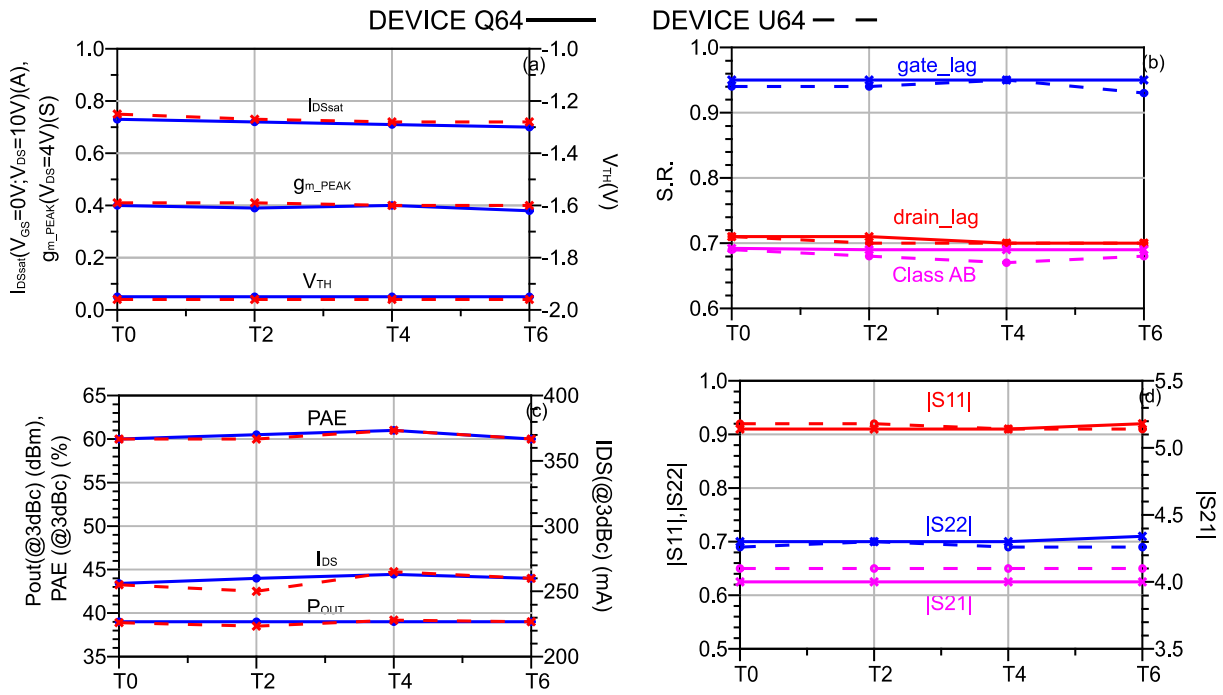 DEVICE Q64 DEVICE U64
(a)
IDSsat(VGS=0V;VDS=10V)(A),
gm_PEAK(VDS=4V)(S)
1.0
0.8
0.6
0.4
0.2
0.0
IDSsat
gm_PEAK
VTH
-1.0
-1.2
-1.4
-1.6
-1.8
-2.0
VTH(V)
T0 T2 T4 T6
(b)
S.R.
1.0
0.9
0.8
0.7
0.6
gate_lag
drain_lag
Class AB
T0 T2 T4 T6
(c)
Pout(@3dBc) (dBm),
PAE (@3dBc) (%)
65
60
55
50
45
40
35
PAE
IDS
POUT
400
350
300
250
200
IDS(@3dBc) (mA)
T0 T2 T4 T6
(d)
|S11|,|S22|
1.0
0.9
0.8
0.7
0.6
0.5
|S11|
|S22|
|S21|
5.5
5.0
4.5
4.0
3.5
|S21|
T0 T2 T4 T6